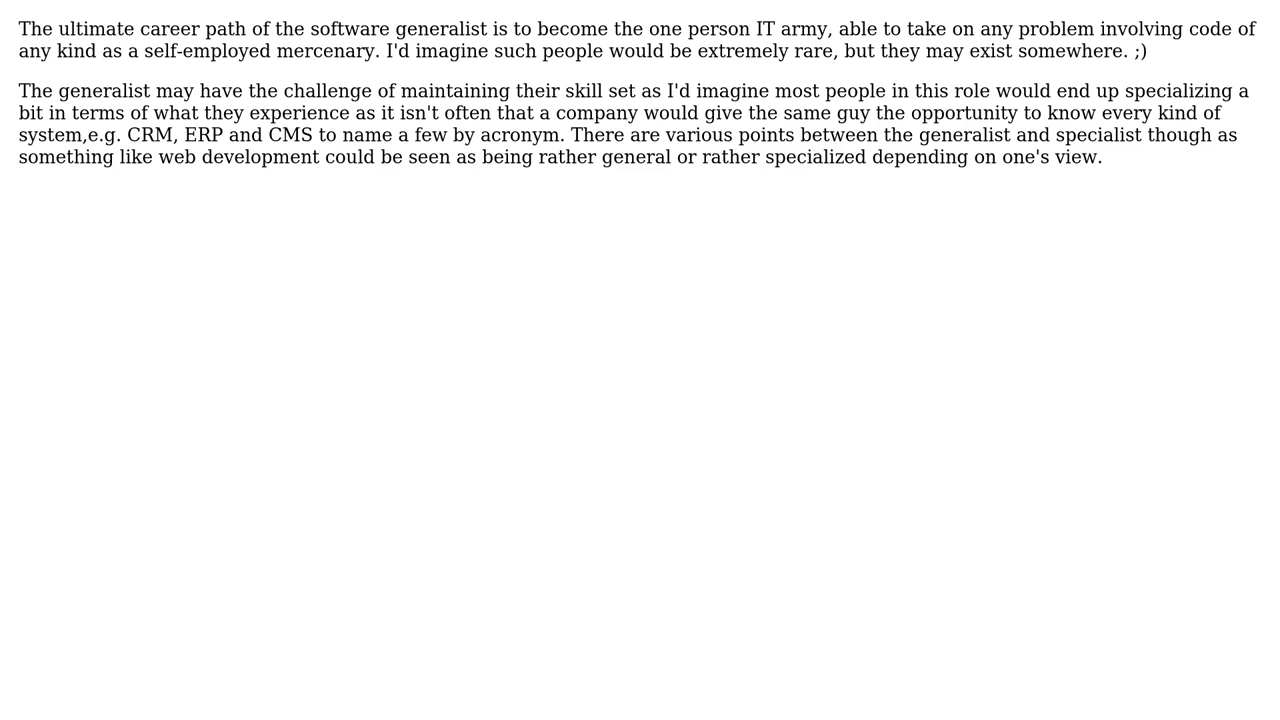 The ultimate career path of the software generalist is to become the one person IT army, able to take on any problem involving code of
any kind as a self-employed mercenary. I'd imagine such people would be extremely rare, but they may exist somewhere. ;)
The generalist may have the challenge of maintaining their skill set as I'd imagine most people in this role would end up specializing a
bit in terms of what they experience as it isn't often that a company would give the same guy the opportunity to know every kind of
system,e.g. CRM, ERP and CMS to name a few by acronym. There are various points between the generalist and specialist though as
something like web development could be seen as being rather general or rather specialized depending on one's view.